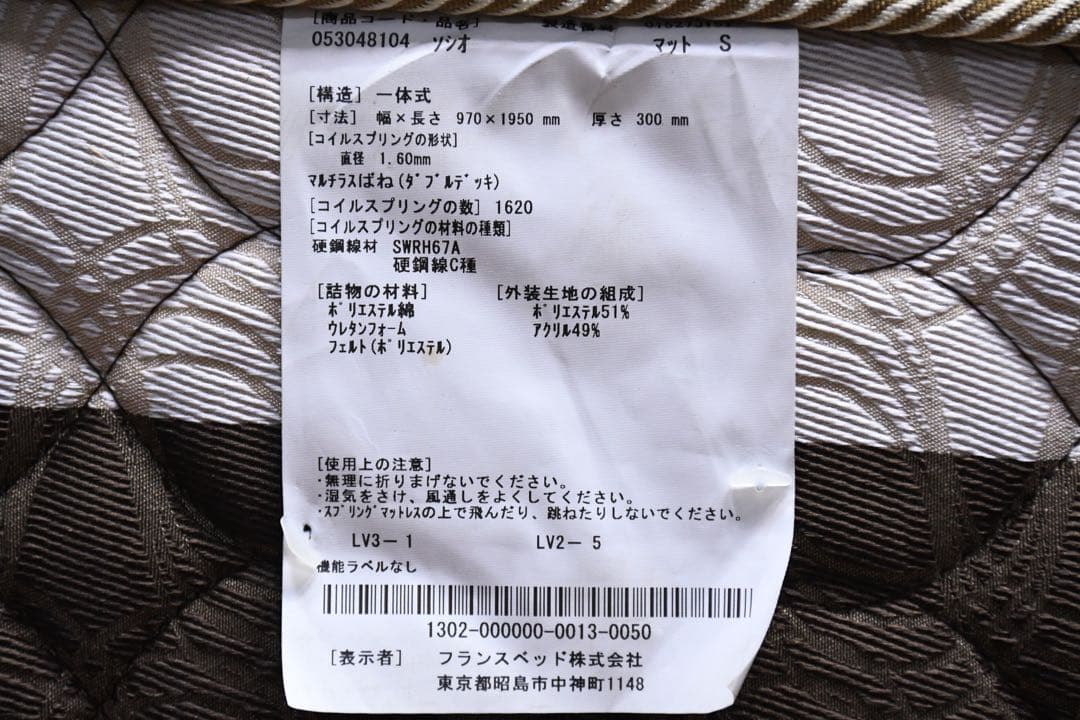 [商品コード・品名]
053048104 ソシオ マット S
[構造] 一体式
[寸法] 幅×長さ 970×1950 mm 厚さ 300 mm
[コイルスプリングの形状]
直径 1.60mm
マルチラスばね(ダブルデッキ)
[コイルスプリングの数] 1620
[コイルスプリングの材料の種類]
硬鋼線材 SWRH67A
硬鋼線C種
[詰物の材料] [外装生地の組成]
ポリエステル綿 ポリエステル51%
ウレタンフォーム アクリル49%
フェルト(ポリエステル)
[使用上の注意]
・無理に折りまげないでください。
・湿気をさけ、風通しをよくしてください。
・スプリングマットレスの上で飛んだり、跳ねたりしないでください。
LV3－1 LV2－ 5
機能ラベルなし
1302-000000-0013-0050
[表示者] フランスベッド株式会社
東京都昭島市中神町1148